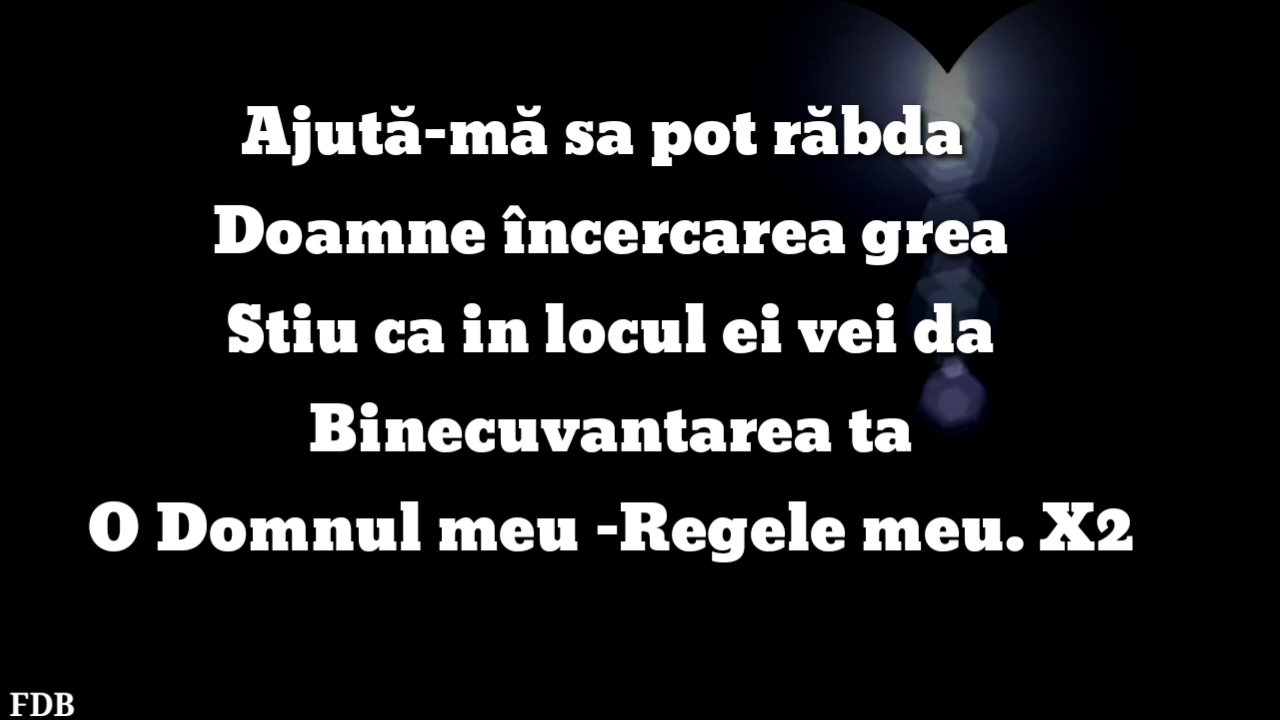 Ajută-mă sa pot răbda
Doamne încercarea grea
Stiu ca in locul ei vei da
Binecuvantarea ta
O Domnul meu -Regele meu. X2
FDB